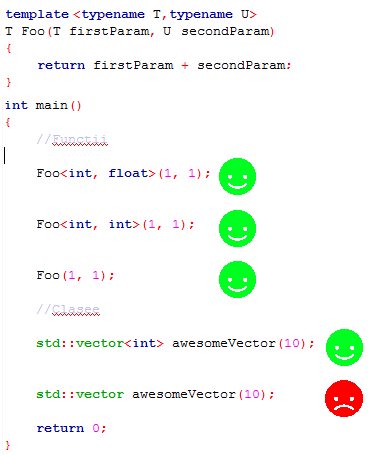 template<typename T,typename U>
T Foo(T firstParam, U secondParam)
{
return firstParam + secondParam;
}
int main()
{
//Functii
Foo<int, float>(1, 1);
Foo<int, int>(1, 1);
Foo(1, 1);
//Clasee
std::vector<int> awesomeVector(10);
std::vector awesomeVector(10);
return 0;
}